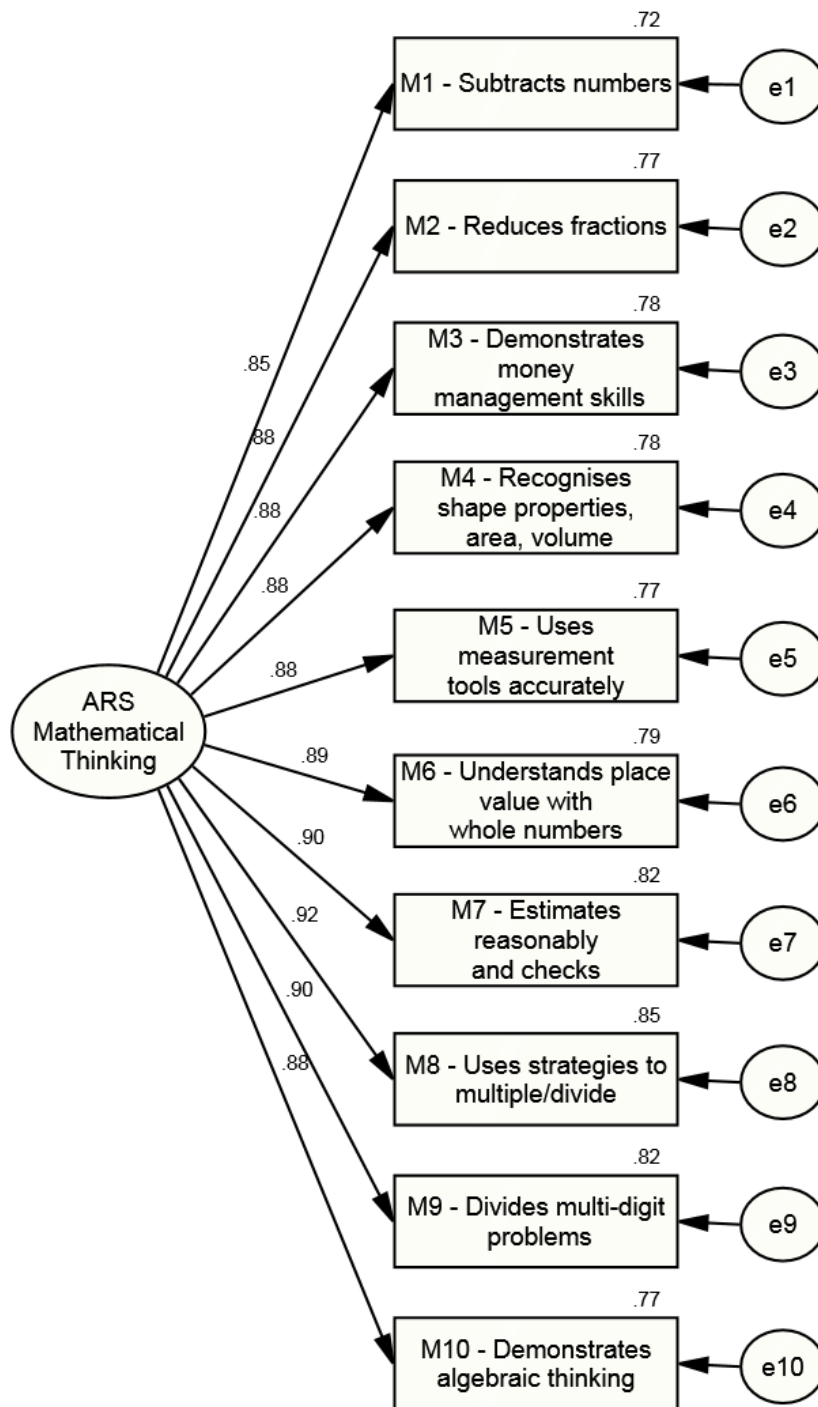 .72
M1 - Subtracts numbers
e1
.77
M2 - Reduces fractions
e2
.78
M3 - Demonstrates
money
management skills
e3
.85
.88
.88
.78
M4 - Recognises
shape properties,
area, volume
e4
.88
.77
M5 - Uses
measurement
tools accurately
e5
.88
ARS
Mathematical
Thinking
.79
M6 - Understands place
value with
whole numbers
e6
.89
.90
.82
M7 - Estimates
reasonably
and checks
e7
.92
.90
.85
M8 - Uses strategies to
multiple/divide
e8
.88
.82
M9 - Divides multi-digit
problems
e9
.77
M10 - Demonstrates
algebraic thinking
e10